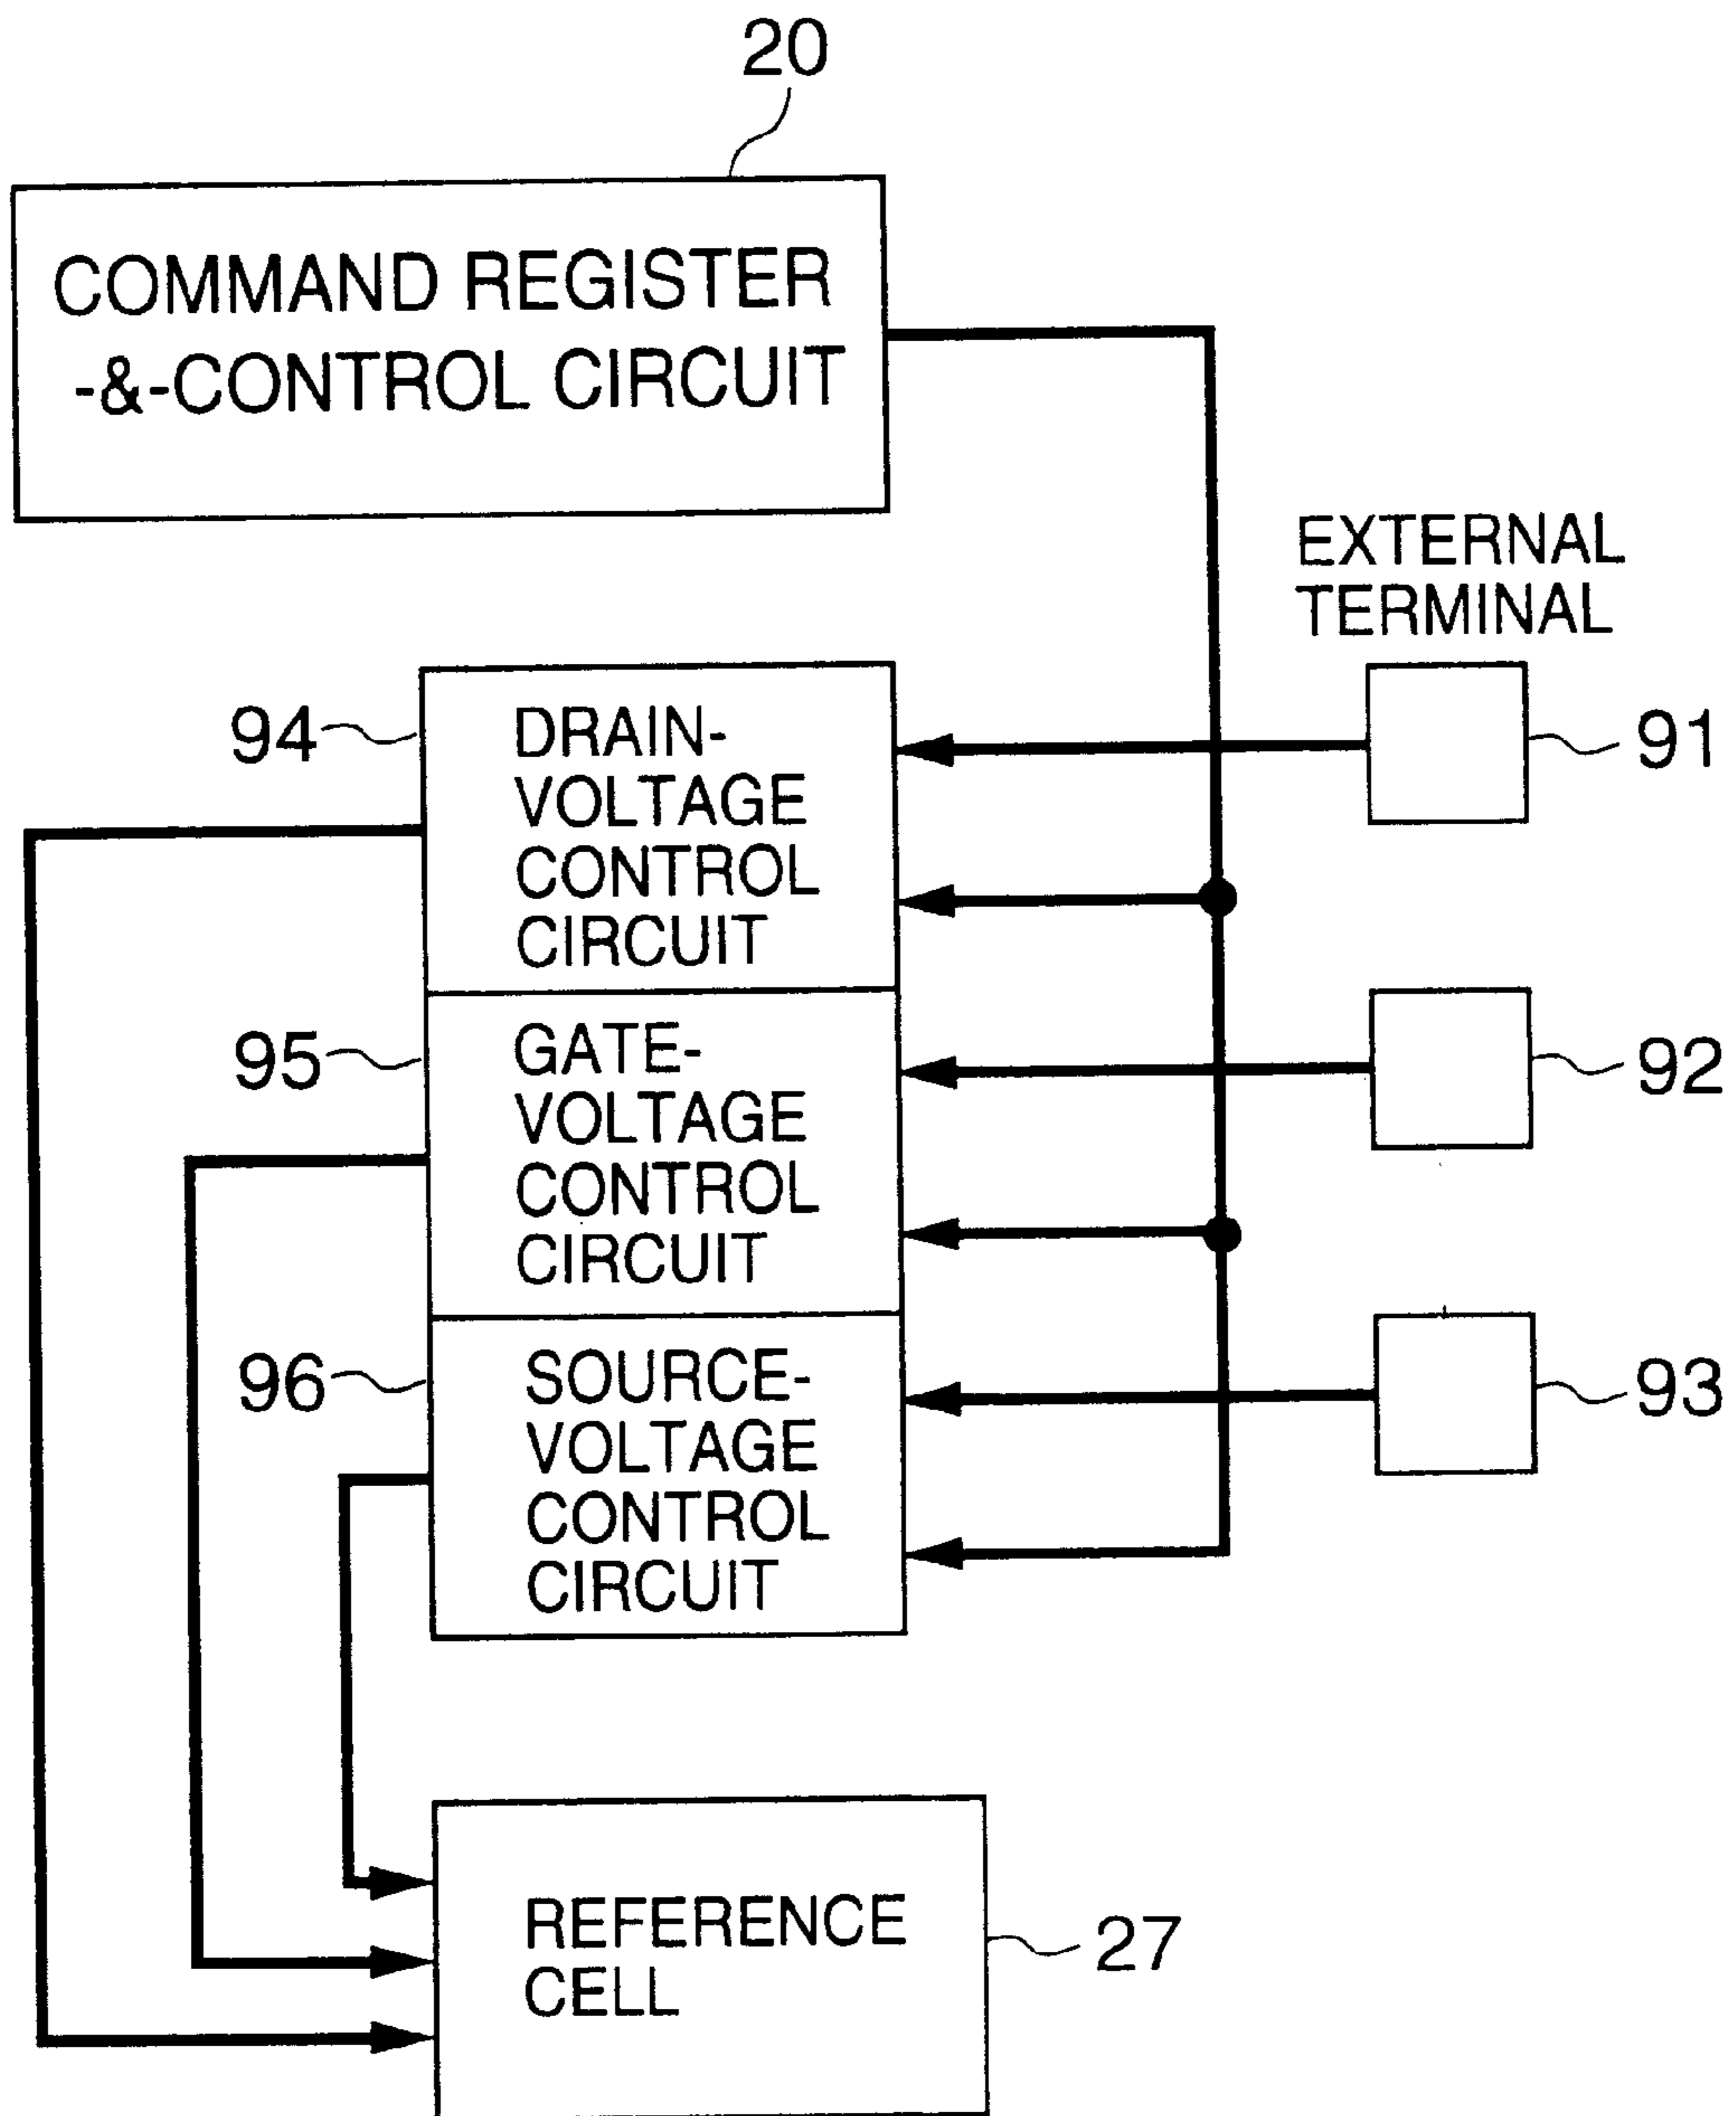 20
COMMAND REGISTER
-&-CONTROL CIRCUIT
EXTERNAL
TERMINAL
94
DRAIN-
VOLTAGE
CONTROL
CIRCUIT
91
95
GATE-
VOLTAGE
CONTROL
CIRCUIT
92
96
SOURCE-
VOLTAGE
CONTROL
CIRCUIT
93
REFERENCE
CELL
27